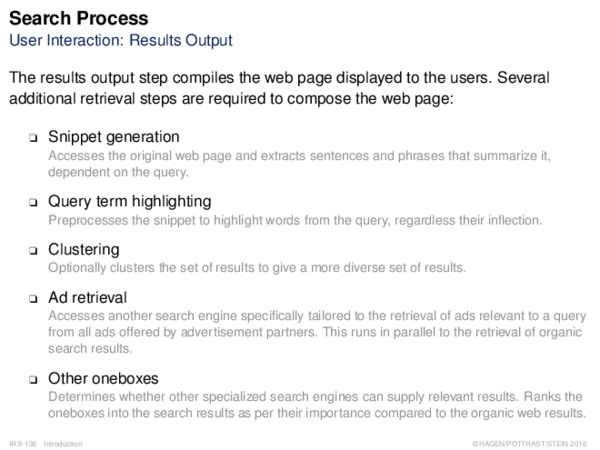 Search Process
User Interaction: Results Output
The results output step compiles the web page displayed to the users. Several
additional retrieval steps are required to compose the web page:
❑ Snippet generation
Accesses the original web page and extracts sentences and phrases that summarize it,
dependent on the query.
❑ Query term highlighting
Preprocesses the snippet to highlight words from the query, regardless their inflection.
❑ Clustering
Optionally clusters the set of results to give a more diverse set of results.
❑ Ad retrieval
Accesses another search engine specifically tailored to the retrieval of ads relevant to a query
from all ads offered by advertisement partners. This runs in parallel to the retrieval of organic
search results.
❑ Other oneboxes
Determines whether other specialized search engines can supply relevant results. Ranks the
oneboxes into the search results as per their importance compared to the organic web results.
IR:II-136 Introduction ©HAGEN/POTTHAST/STEIN 2018